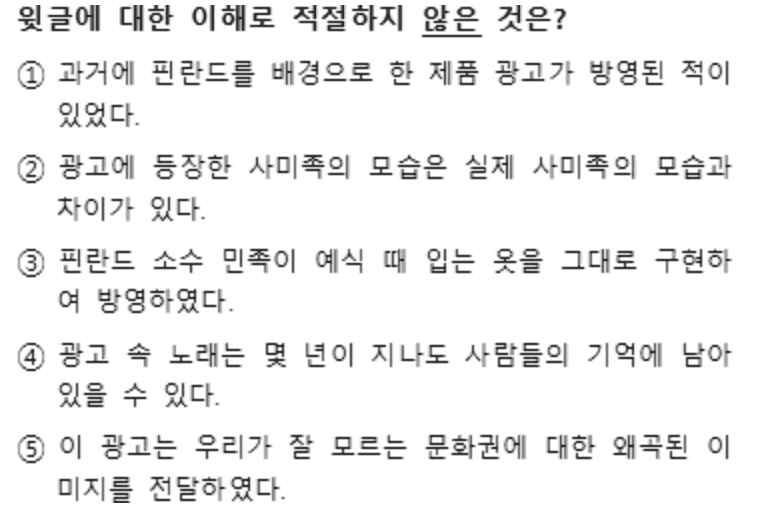 윗글에 대한 이해로 적절하지 않은 것은?
① 과거에 핀란드를 배경으로 한 제품 광고가 방영된 적이
있었다.
② 광고에 등장한 사미족의 모습은 실제 사미족의 모습과
차이가 있다.
③ 핀란드 소수 민족이 예식 때 입는 옷을 그대로 구현하
여 방영하였다.
④ 광고 속 노래는 몇 년이 지나도 사람들의 기억에 남아
있을 수 있다.
⑤ 이 광고는 우리가 잘 모르는 문화권에 대한 왜곡된 이
미지를 전달하였다.